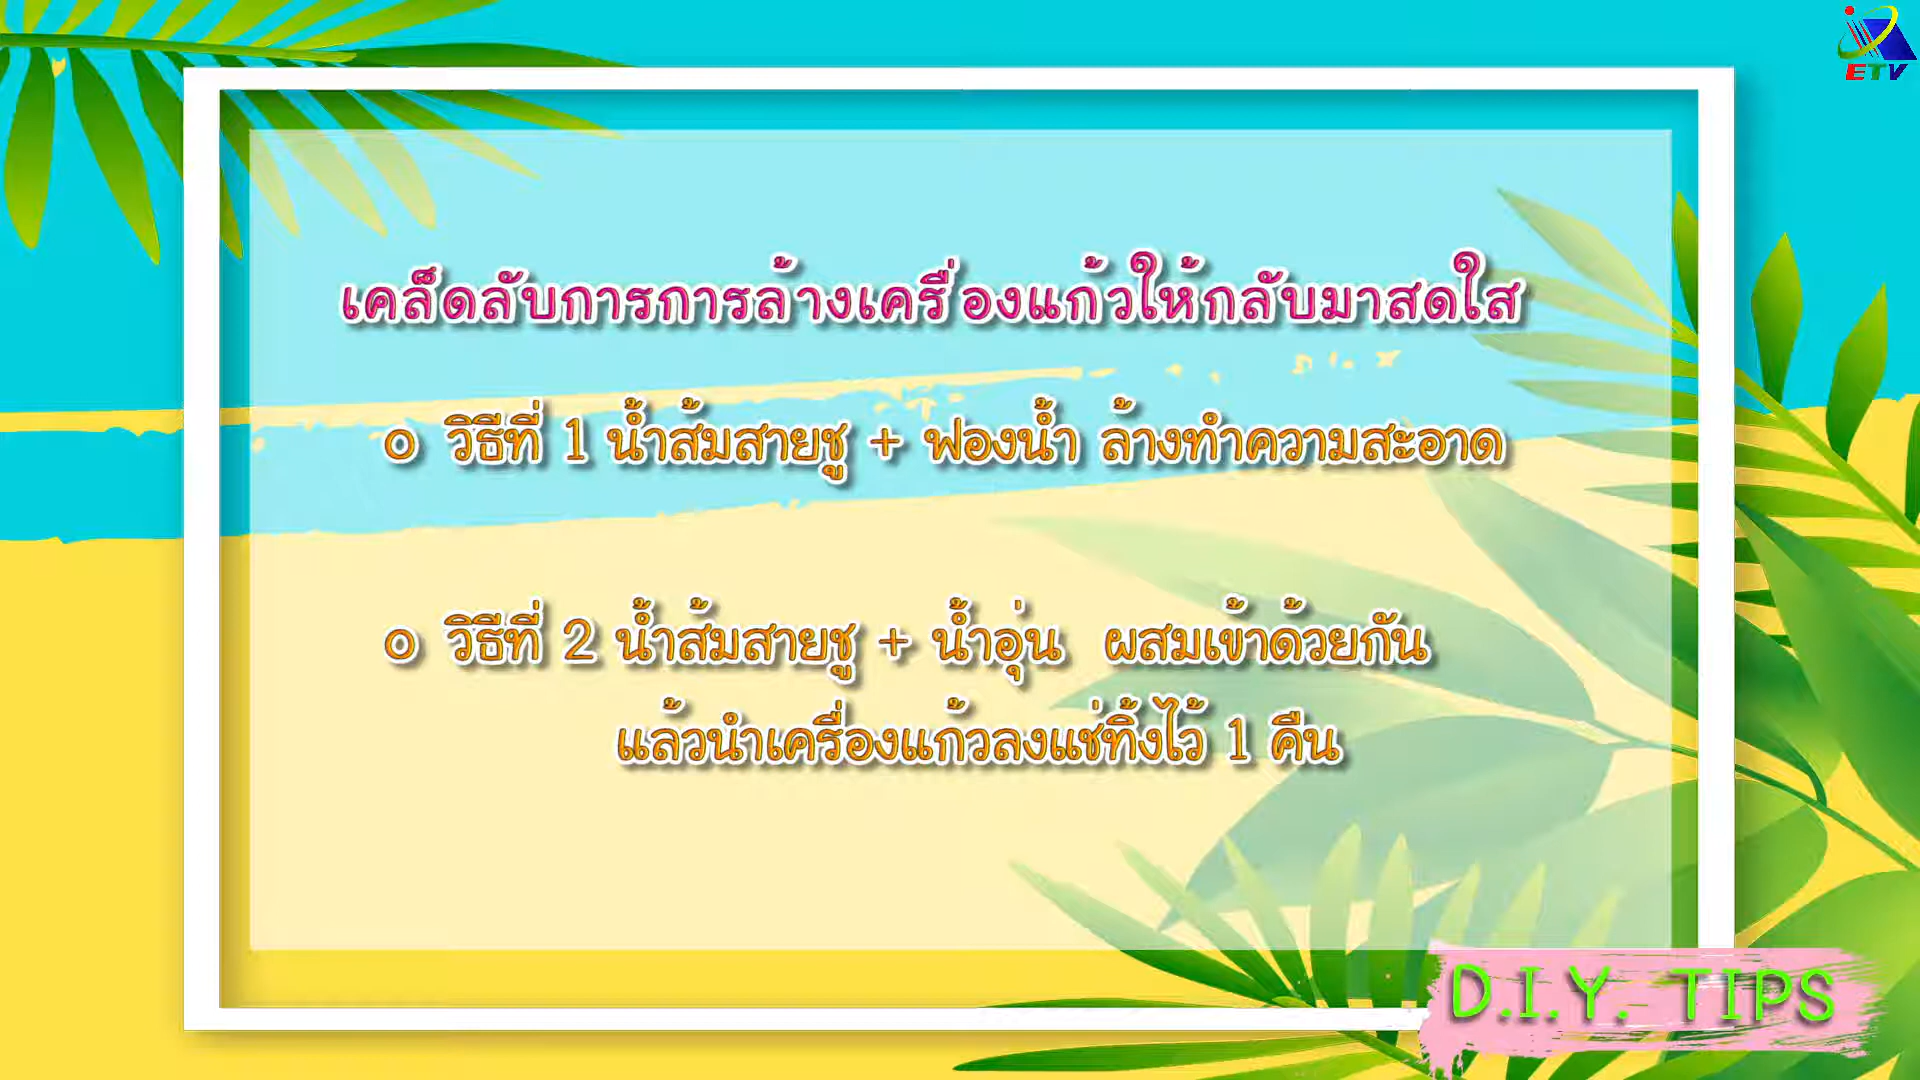 ETV
เคล็ดลับการการล้างเครื่องแก้วให้กลับมาสดใส
o วิธีที่ 1 น้ำส้มสายชู + ฟองน้ำ ล้างทำความสะอาด
o วิธีที่ 2 น้ำส้มสายชู + น้ำอุ่น ผสมเข้าด้วยกัน
แล้วนำเครื่องแก้วลงแช่ทิ้งไว้ 1 คืน
D.I.Y. TIPS